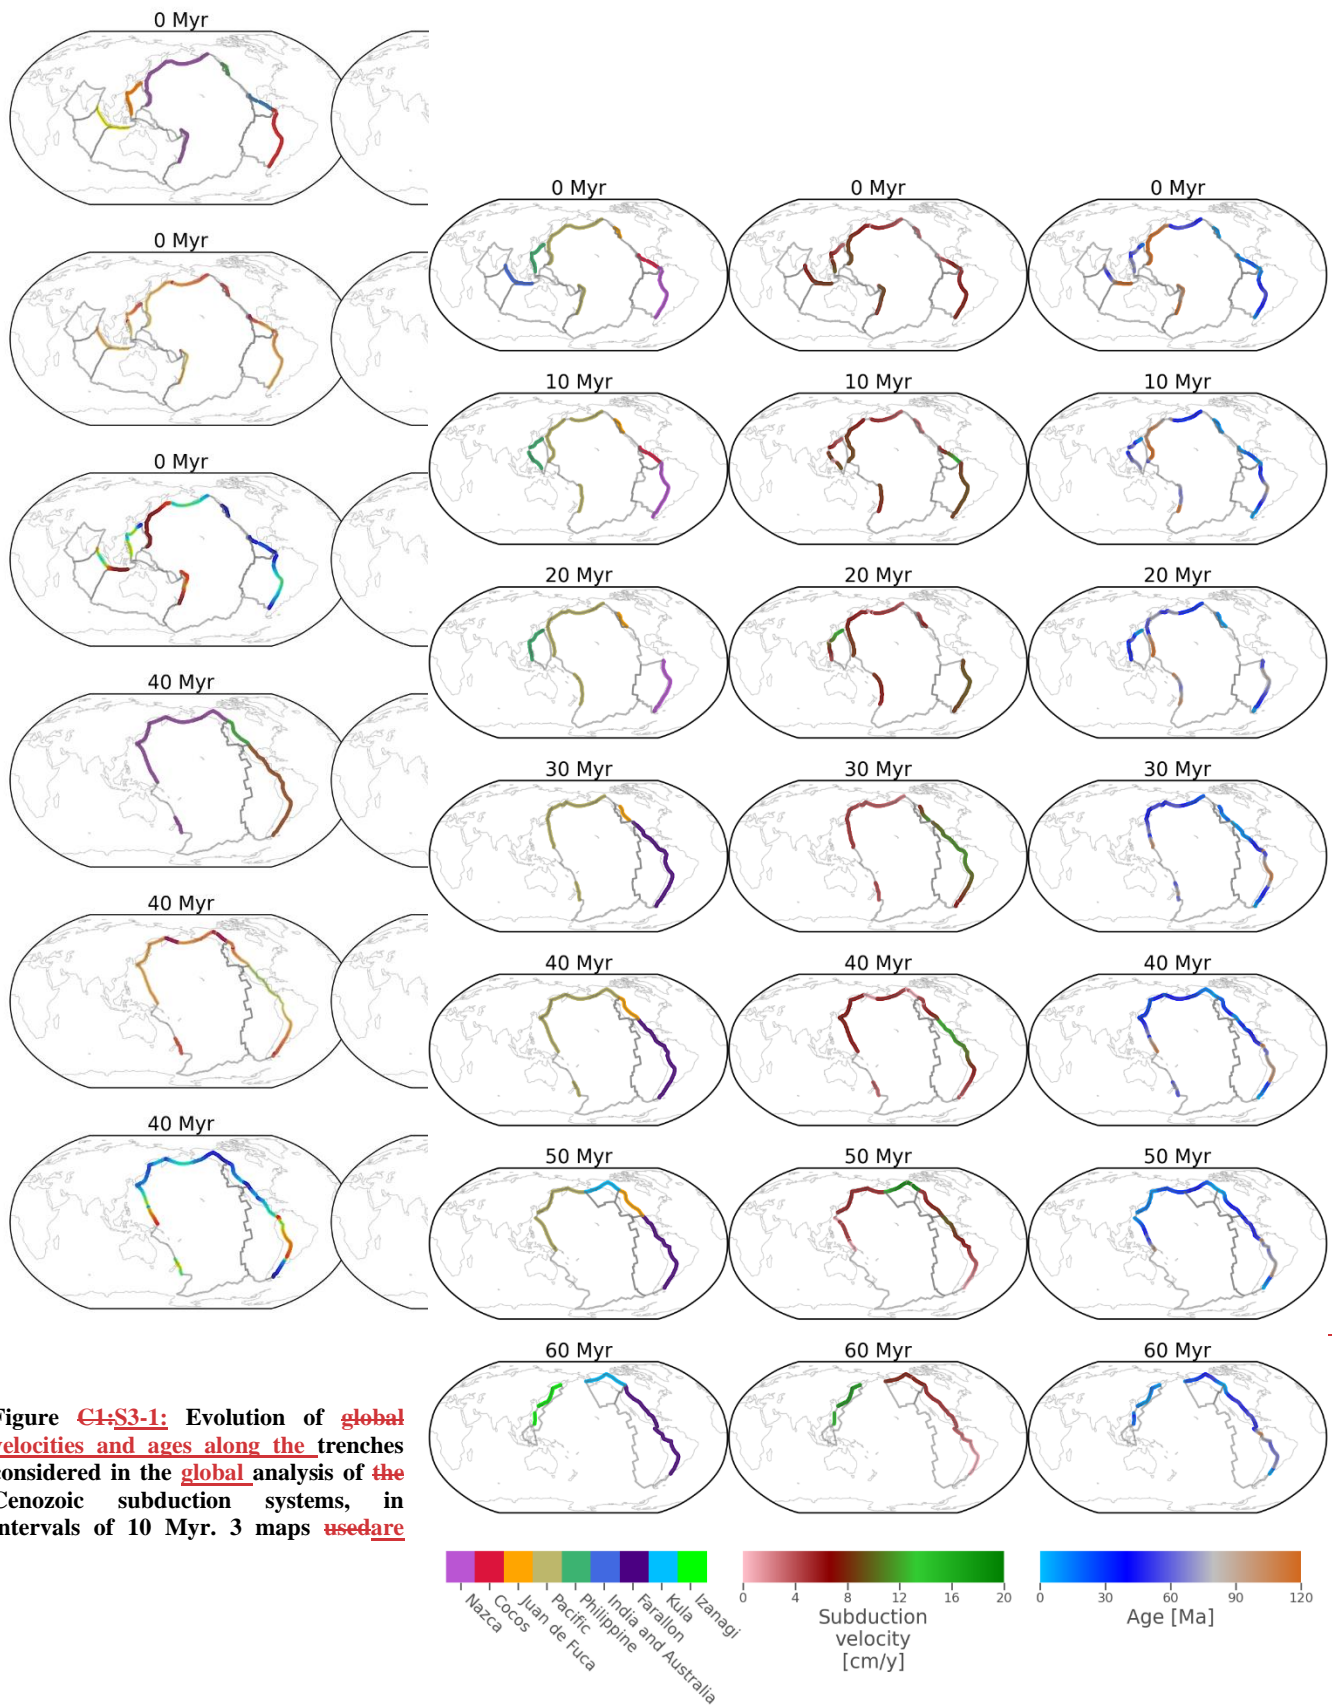 0 Myr
0 Myr
0 Myr
40 Myr
40 Myr
40 Myr
Figure C1:S3-1: Evolution of global
velocities and ages along the trenches
considered in the global analysis of the
Cenozoic subduction systems, in
intervals of 10 Myr. 3 maps usedare
0 Myr 0 Myr 0 Myr
10 Myr 10 Myr 10 Myr
20 Myr 20 Myr 20 Myr
30 Myr 30 Myr 30 Myr
40 Myr 40 Myr 40 Myr
50 Myr 50 Myr 50 Myr
60 Myr 60 Myr 60 Myr
Nazca
Cocos
Juan de Fuca
Pacific
Philippine
India and Australia
Farallon
Kula
Izanagi
0 4 8 12 16 20
Subduction
velocity
[cm/y]
0 30 60 90 120
Age [Ma]